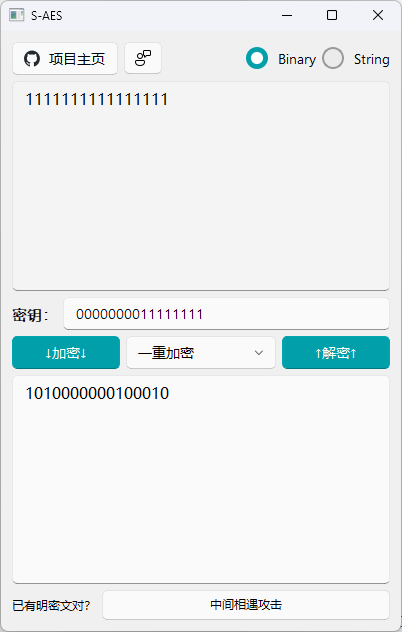 S-AES
项目主页
Binary
String
1111111111111111
密钥：
0000000011111111
↓加密↓
一重加密
↑解密↑
1010000000100010
已有明密文对？
中间相遇攻击